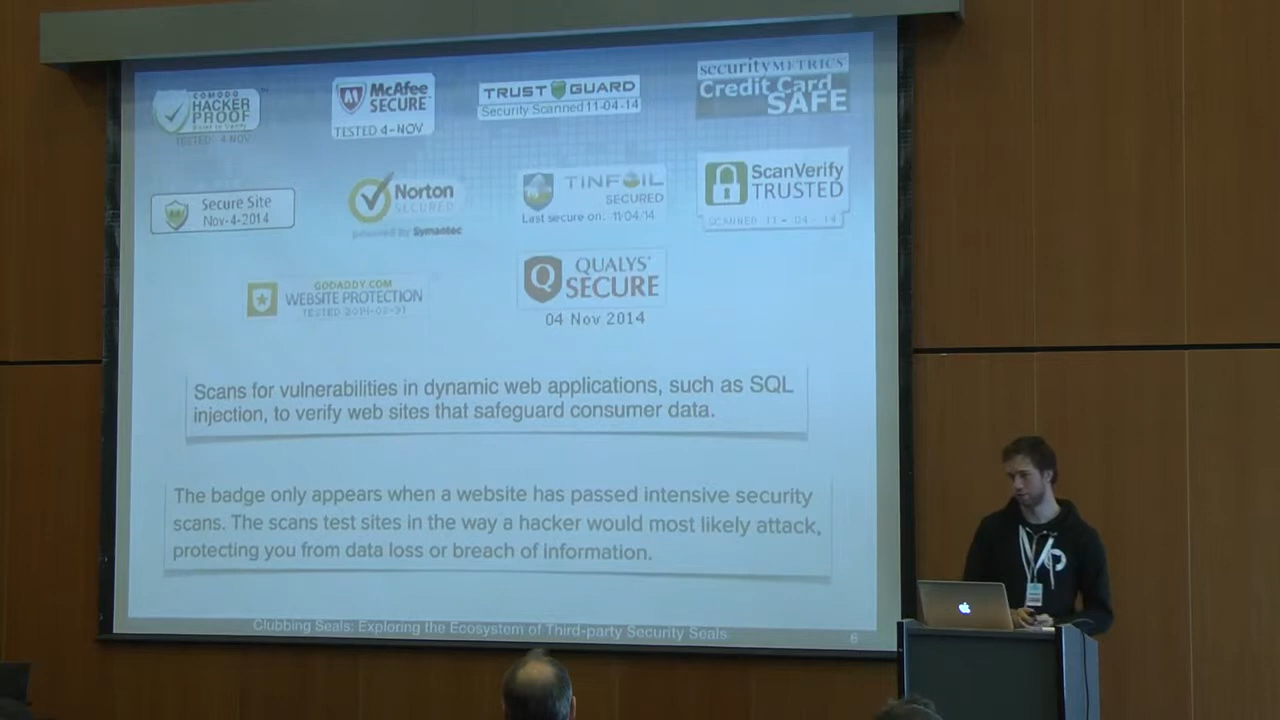 COMODO
HACKER
PROOF
TESTED 4 NOV
McAfee
SECURE
TESTED 4-NOV
TRUST GUARD
Security Scanned 11-04-14
securityMETRICS
Credit Card
SAFE
Secure Site
Nov-4-2014
Norton
SECURED
powered by Symantec
TINFOIL
SECURED
Last secure on: 11/04/14
ScanVerify
TRUSTED
SCANNED 11-04-14
GODADDY.COM
WEBSITE PROTECTION
QUALYS'
SECURE
04 Nov 2014
Scans for vulnerabilities in dynamic web applications, such as SQL
injection, to verify web sites that safeguard consumer data.
The badge only appears when a website has passed intensive security
scans. The scans test sites in the way a hacker would most likely attack,
protecting you from data loss or breach of information.
Clubbing Seals: Exploring the Ecosystem of Third-party Security Seals
6